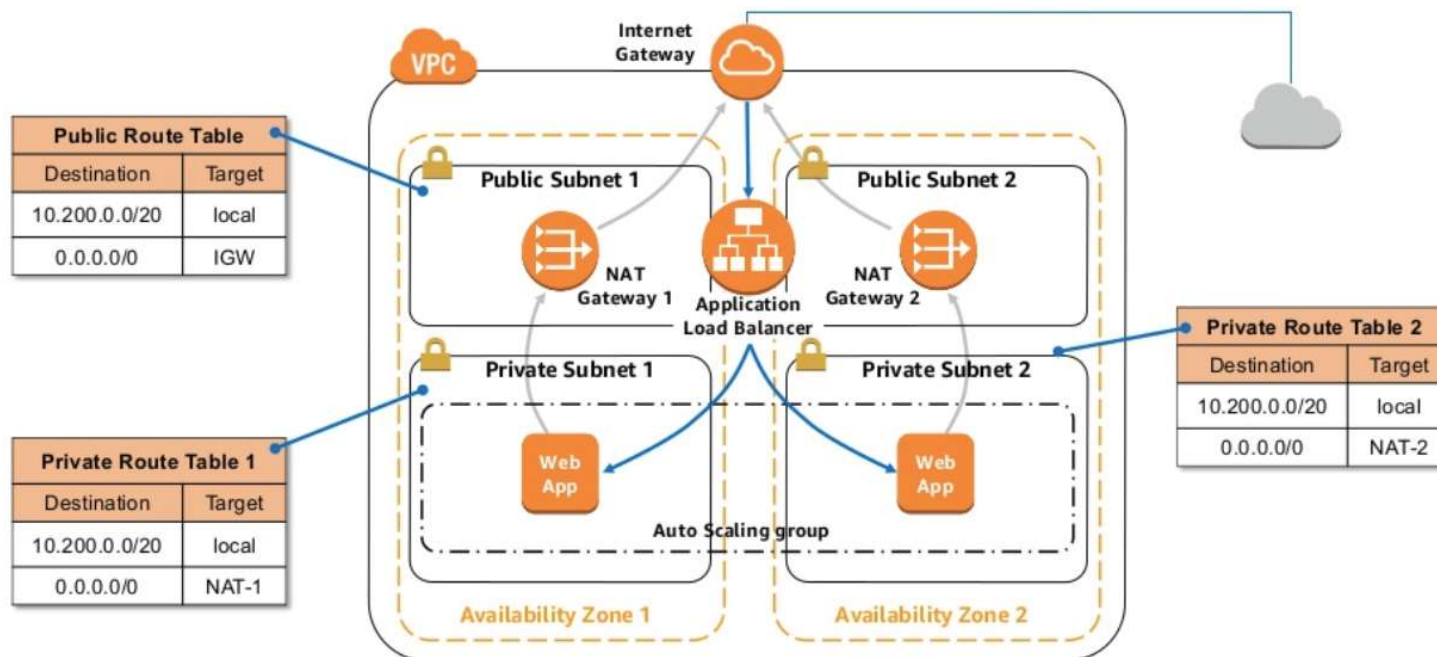 Internet
Gateway
VPC
Public Route Table
Destination Target
10.200.0.0/20 local
0.0.0.0/0 IGW
Public Subnet 1
Public Subnet 2
NAT
Gateway 1
NAT
Gateway 2
Application
Load Balancer
Private Route Table 2
Destination Target
10.200.0.0/20 local
0.0.0.0/0 NAT-2
Private Subnet 1
Private Subnet 2
Private Route Table 1
Destination Target
10.200.0.0/20 local
0.0.0.0/0 NAT-1
Web
App
Web
App
Auto Scaling group
Availability Zone 1
Availability Zone 2